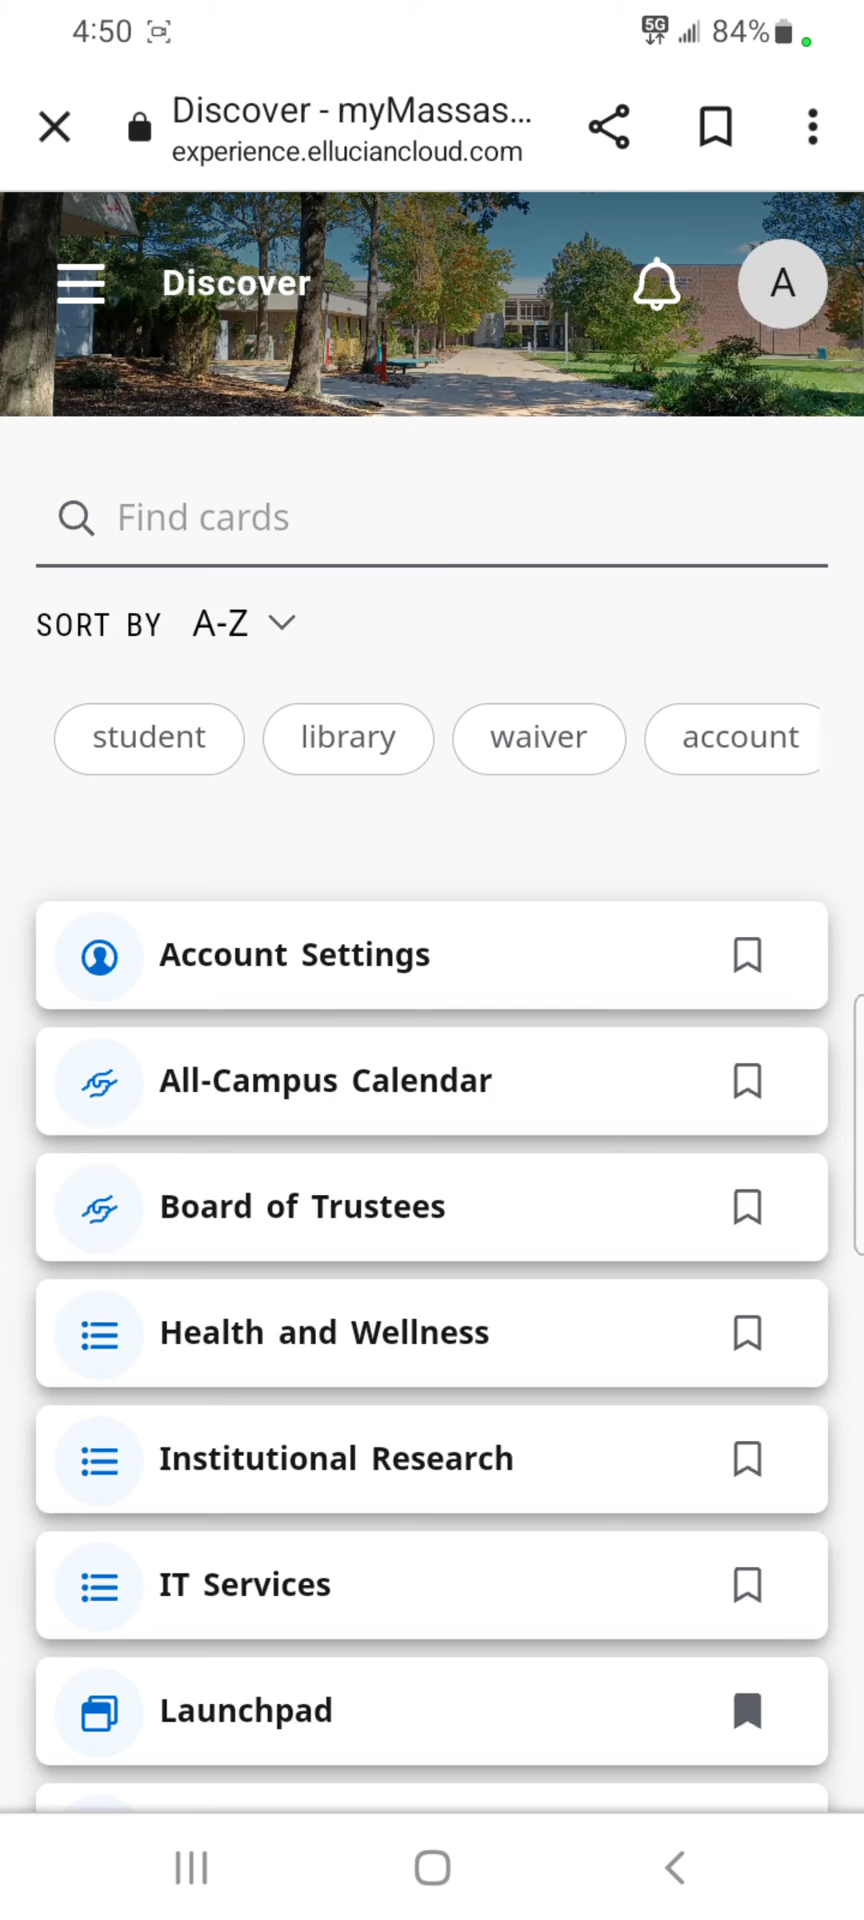 4:50
5G
84%
Discover - myMassas...
experience.elluciancloud.com
Discover
A
Find cards
SORT BY A-Z
student
library
waiver
account
Account Settings
All-Campus Calendar
Board of Trustees
Health and Wellness
Institutional Research
IT Services
Launchpad